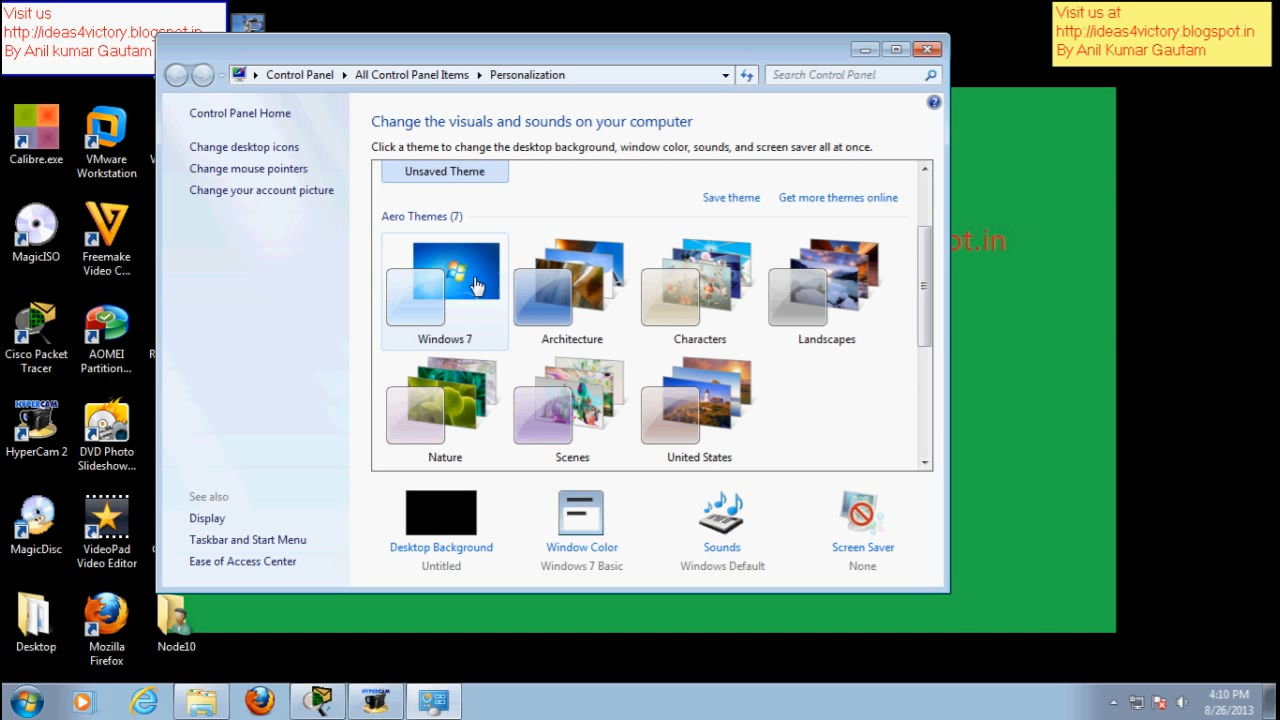 Visit us
http://ideas4victory.blogspot.in
By Anil kumar Gautam
Visit us at
http://ideas4victory.blogspot.in
By Anil Kumar Gautam
Control Panel
All Control Panel Items
Personalization
Search Control Panel
Control Panel Home
Change desktop icons
Change mouse pointers
Change your account picture
Change the visuals and sounds on your computer
Click a theme to change the desktop background, window color, sounds, and screen saver all at once.
Unsaved Theme
Save theme
Get more themes online
Aero Themes (7)
Windows 7
Architecture
Characters
Landscapes
Nature
Scenes
United States
See also
Display
Taskbar and Start Menu
Ease of Access Center
Desktop Background
Untitled
Window Color
Windows 7 Basic
Sounds
Windows Default
Screen Saver
None
ot.in
Calibre.exe
VMware
Workstation
V
MagicISO
Freemake
Video C...
Cisco Packet
Tracer
AOMEI
Partition...
R
HYPERCAM
HyperCam 2
DVD Photo
Slideshow...
MagicDisc
VideoPad
Video Editor
Desktop
Mozilla
Firefox
Node10
HYPERCAM
4:10 PM
8/26/2013